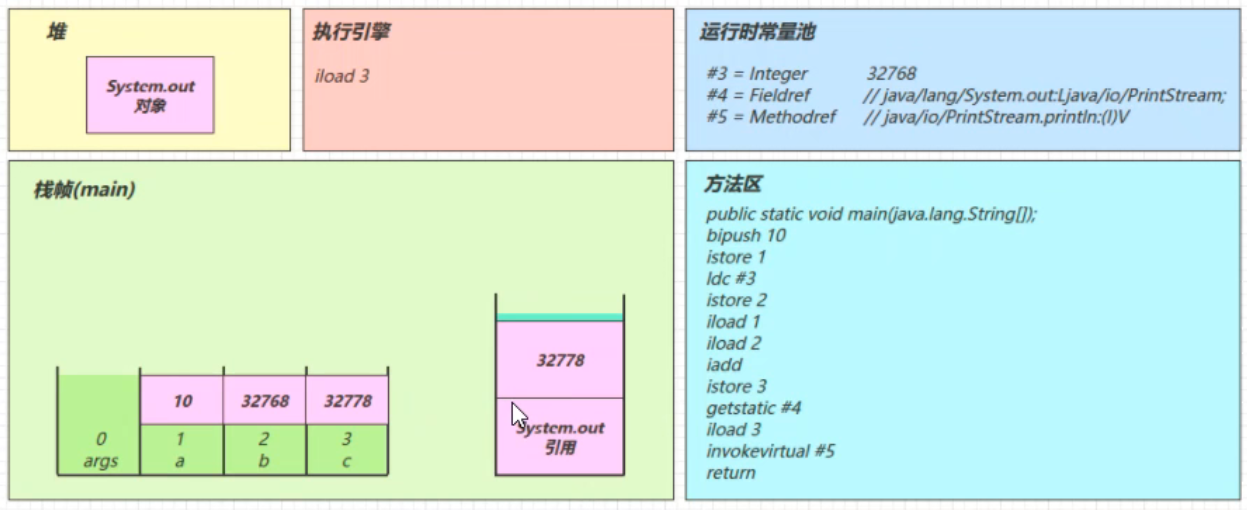 堆
System.out
对象
执行引擎
iload 3
运行时常量池
#3 = Integer 32768
#4 = Fieldref // java/lang/System.out:Ljava/io/PrintStream;
#5 = Methodref // java/io/PrintStream.println:(I)V
栈帧(main)
10 32768 32778
0 1 2 3
args a b c
32778
System.out
引用
方法区
public static void main(java.lang.String[]);
bipush 10
istore 1
ldc #3
istore 2
iload 1
iload 2
iadd
istore 3
getstatic #4
iload 3
invokevirtual #5
return